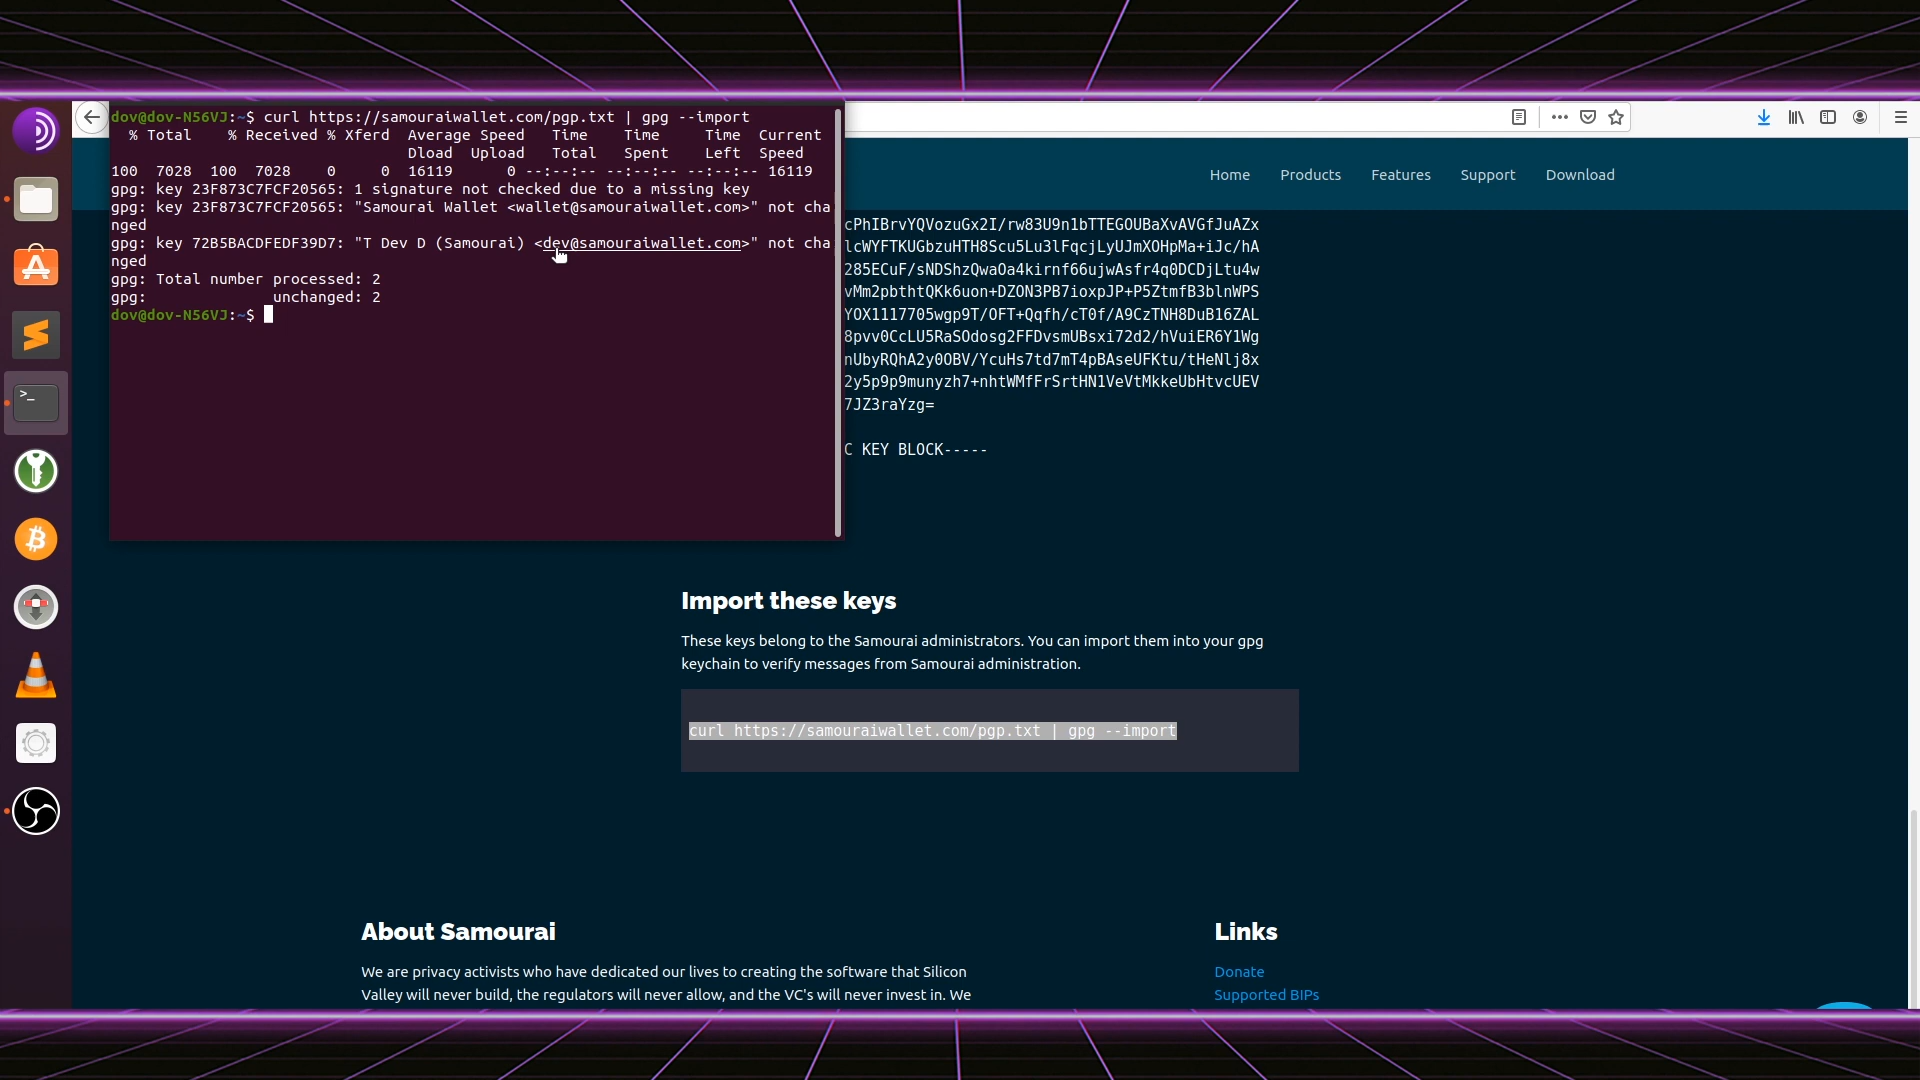 dov@dov-N56VJ:~$ curl https://samouraiwallet.com/pgp.txt | gpg --import
% Total % Received % Xferd Average Speed Time Time Time Current
Dload Upload Total Spent Left Speed
100 7028 100 7028 0 0 16119 0 --:--:-- --:--:-- --:--:-- 16119
gpg: key 23F873C7FCF20565: 1 signature not checked due to a missing key
gpg: key 23F873C7FCF20565: "Samourai Wallet <wallet@samouraiwallet.com>" not cha
nged
gpg: key 72B5BACDFEDF39D7: "T Dev D (Samourai) <dev@samouraiwallet.com>" not cha
nged
gpg: Total number processed: 2
gpg: unchanged: 2
dov@dov-N56VJ:~$
Home Products Features Support Download
cPhIBrvYQVozuGx2I/rw83U9n1bTTEGOUBaXvAVGfJuAZx
lcWYFTKUGbzuHTH8Scu5Lu3lFqcjLyUJmXOHpMa+iJc/hA
285ECuF/sNDShzQwaOa4kirnf66ujwAsfr4q0DCDjLtu4w
vMm2pbthtQKk6uon+DZON3PB7ioxpJP+P5ZtmfB3blnWPS
YOX1117705wgp9T/OFT+Qqfh/cT0f/A9CzTNH8DuB16ZAL
8pvv0CcLU5RaSOdosg2FFDvsmUBsxi72d2/hVuiER6Y1Wg
nUbyRQhA2y0OBV/YcuHs7td7mT4pBAseUFKtu/tHeNlj8x
2y5p9p9munyzh7+nhtWMfFrSrtHN1VeVtMkkeUbHtvcUEV
7JZ3raYzg=
C KEY BLOCK-----
Import these keys
These keys belong to the Samourai administrators. You can import them into your gpg
keychain to verify messages from Samourai administration.
curl https://samouraiwallet.com/pgp.txt | gpg --import
About Samourai
We are privacy activists who have dedicated our lives to creating the software that Silicon
Valley will never build, the regulators will never allow, and the VC's will never invest in. We
Links
Donate
Supported BIPs